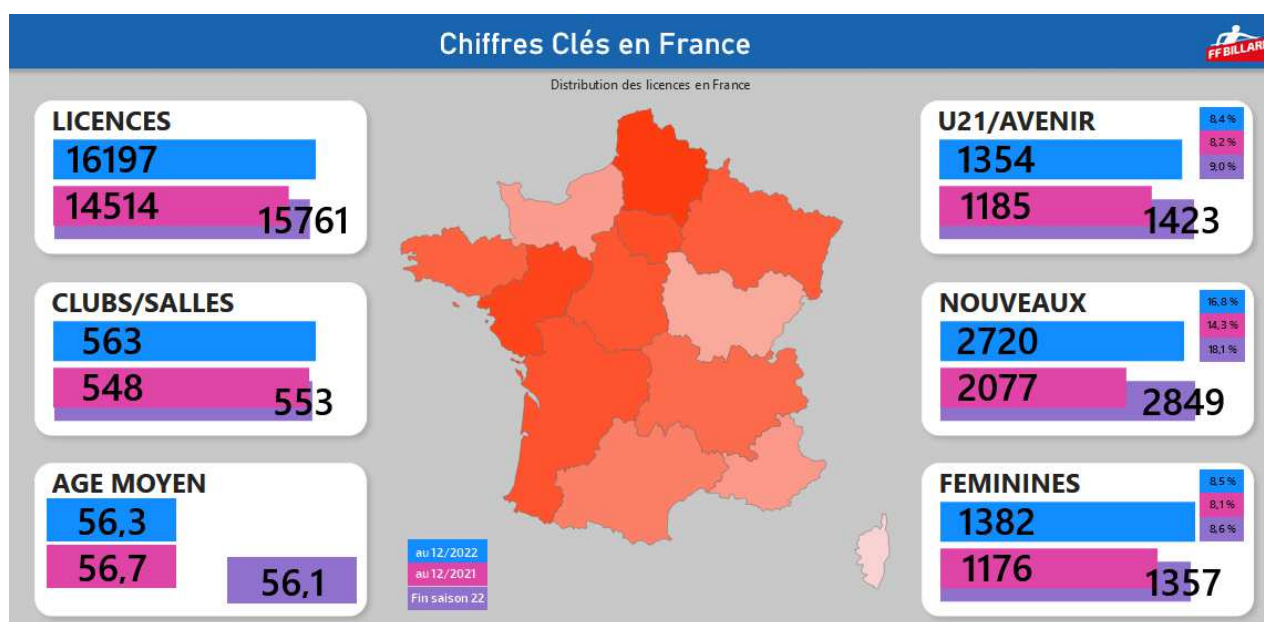 Chiffres Clés en France
FF BILLARD
Distribution des licences en France
LICENCES
16197
14514
15761
CLUBS/SALLES
563
548
553
AGE MOYEN
56,3
56,7
56,1
au 12/2022
au 12/2021
Fin saison 22
U21/AVENIR
8,4 %
8,2 %
9,0 %
1354
1185
1423
NOUVEAUX
16,8 %
14,3 %
18,1 %
2720
2077
2849
FEMININES
8,5 %
8,1 %
8,6 %
1382
1176
1357